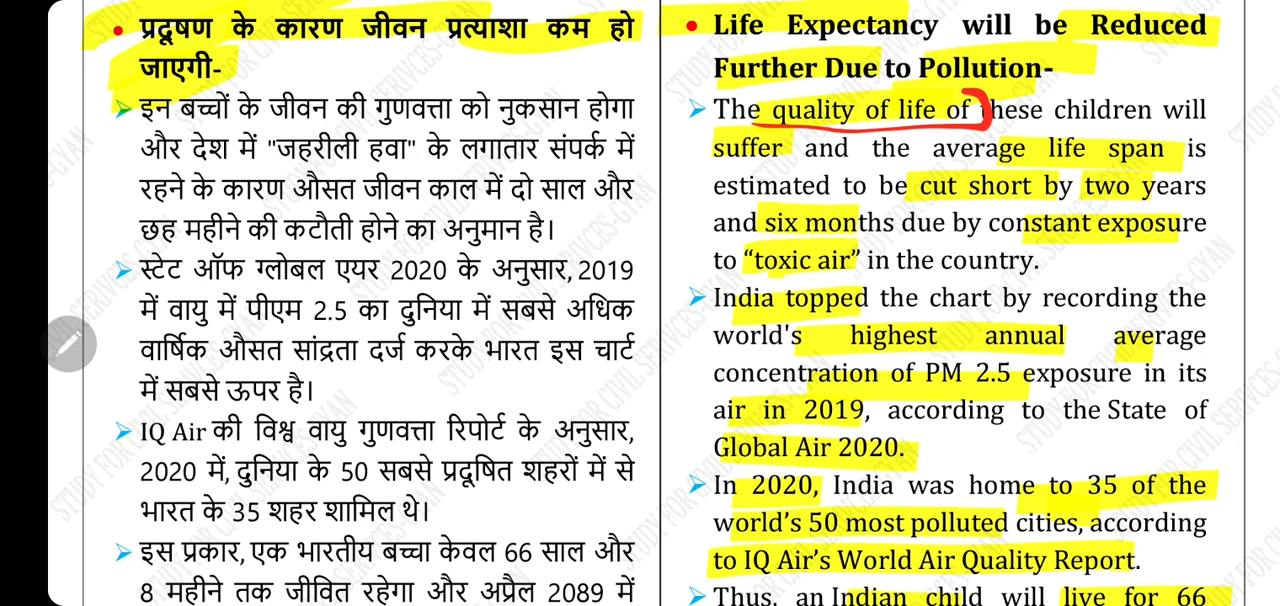 • प्रदूषण के कारण जीवन प्रत्याशा कम हो
जाएगी-
➤ इन बच्चों के जीवन की गुणवत्ता को नुकसान होगा
और देश में "जहरीली हवा" के लगातार संपर्क में
रहने के कारण औसत जीवन काल में दो साल और
छह महीने की कटौती होने का अनुमान है।
➤ स्टेट ऑफ ग्लोबल एयर 2020 के अनुसार, 2019
में वायु में पीएम 2.5 का दुनिया में सबसे अधिक
वार्षिक औसत सांद्रता दर्ज करके भारत इस चार्ट
में सबसे ऊपर है।
➤ IQ Air की विश्व वायु गुणवत्ता रिपोर्ट के अनुसार,
2020 में, दुनिया के 50 सबसे प्रदूषित शहरों में से
भारत के 35 शहर शामिल थे।
➤ इस प्रकार, एक भारतीय बच्चा केवल 66 साल और
8 महीने तक जीवित रहेगा और अप्रैल 2089 में
• Life Expectancy will be Reduced
Further Due to Pollution-
➤ The quality of life of these children will
suffer and the average life span is
estimated to be cut short by two years
and six months due by constant exposure
to “toxic air” in the country.
➤ India topped the chart by recording the
world's highest annual average
concentration of PM 2.5 exposure in its
air in 2019, according to the State of
Global Air 2020.
➤ In 2020, India was home to 35 of the
world’s 50 most polluted cities, according
to IQ Air’s World Air Quality Report.
➤ Thus, an Indian child will live for 66